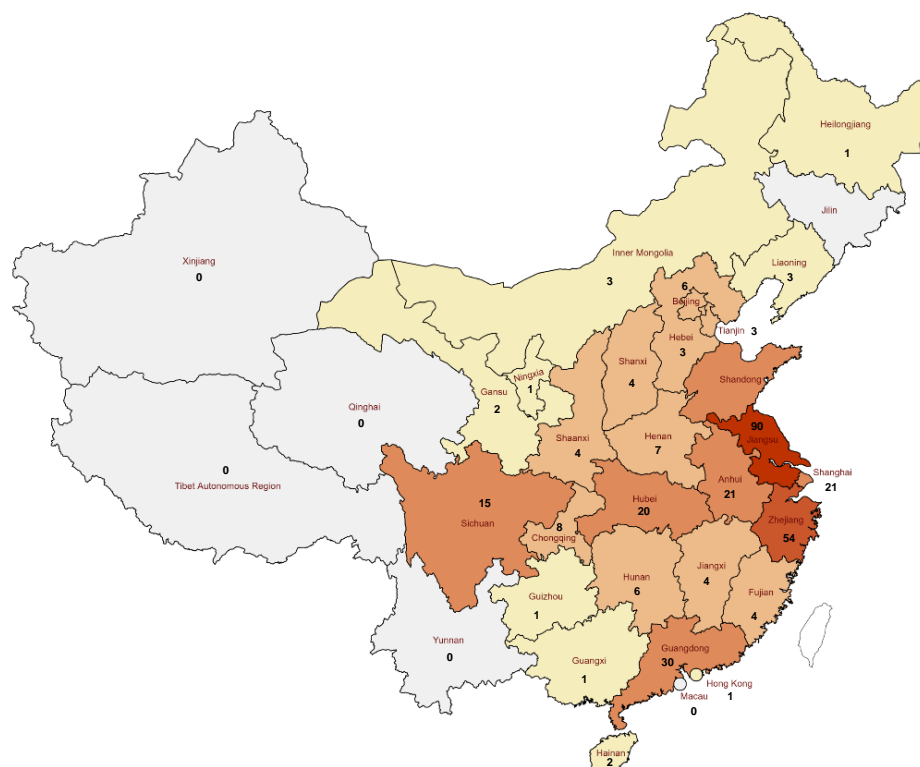 Heilongjiang
1
Jilin
Xinjiang
0
Inner Mongolia
3
Liaoning
3
6
Beijing
Tianjin 3
Hebei
3
Shanxi
4
Ningxia
1
Gansu
2
Shandong
Qinghai
0
90
Jiangsu
Shaanxi
4
Henan
7
0
Tibet Autonomous Region
Shanghai
21
Anhui
21
15
Sichuan
Hubei
20
Zhejiang
54
8
Chongqing
Jiangxi
4
Hunan
6
Guizhou
1
Fujian
4
Yunnan
0
Guangdong
30
Guangxi
1
Hong Kong
1
Macau
0
Hainan
2